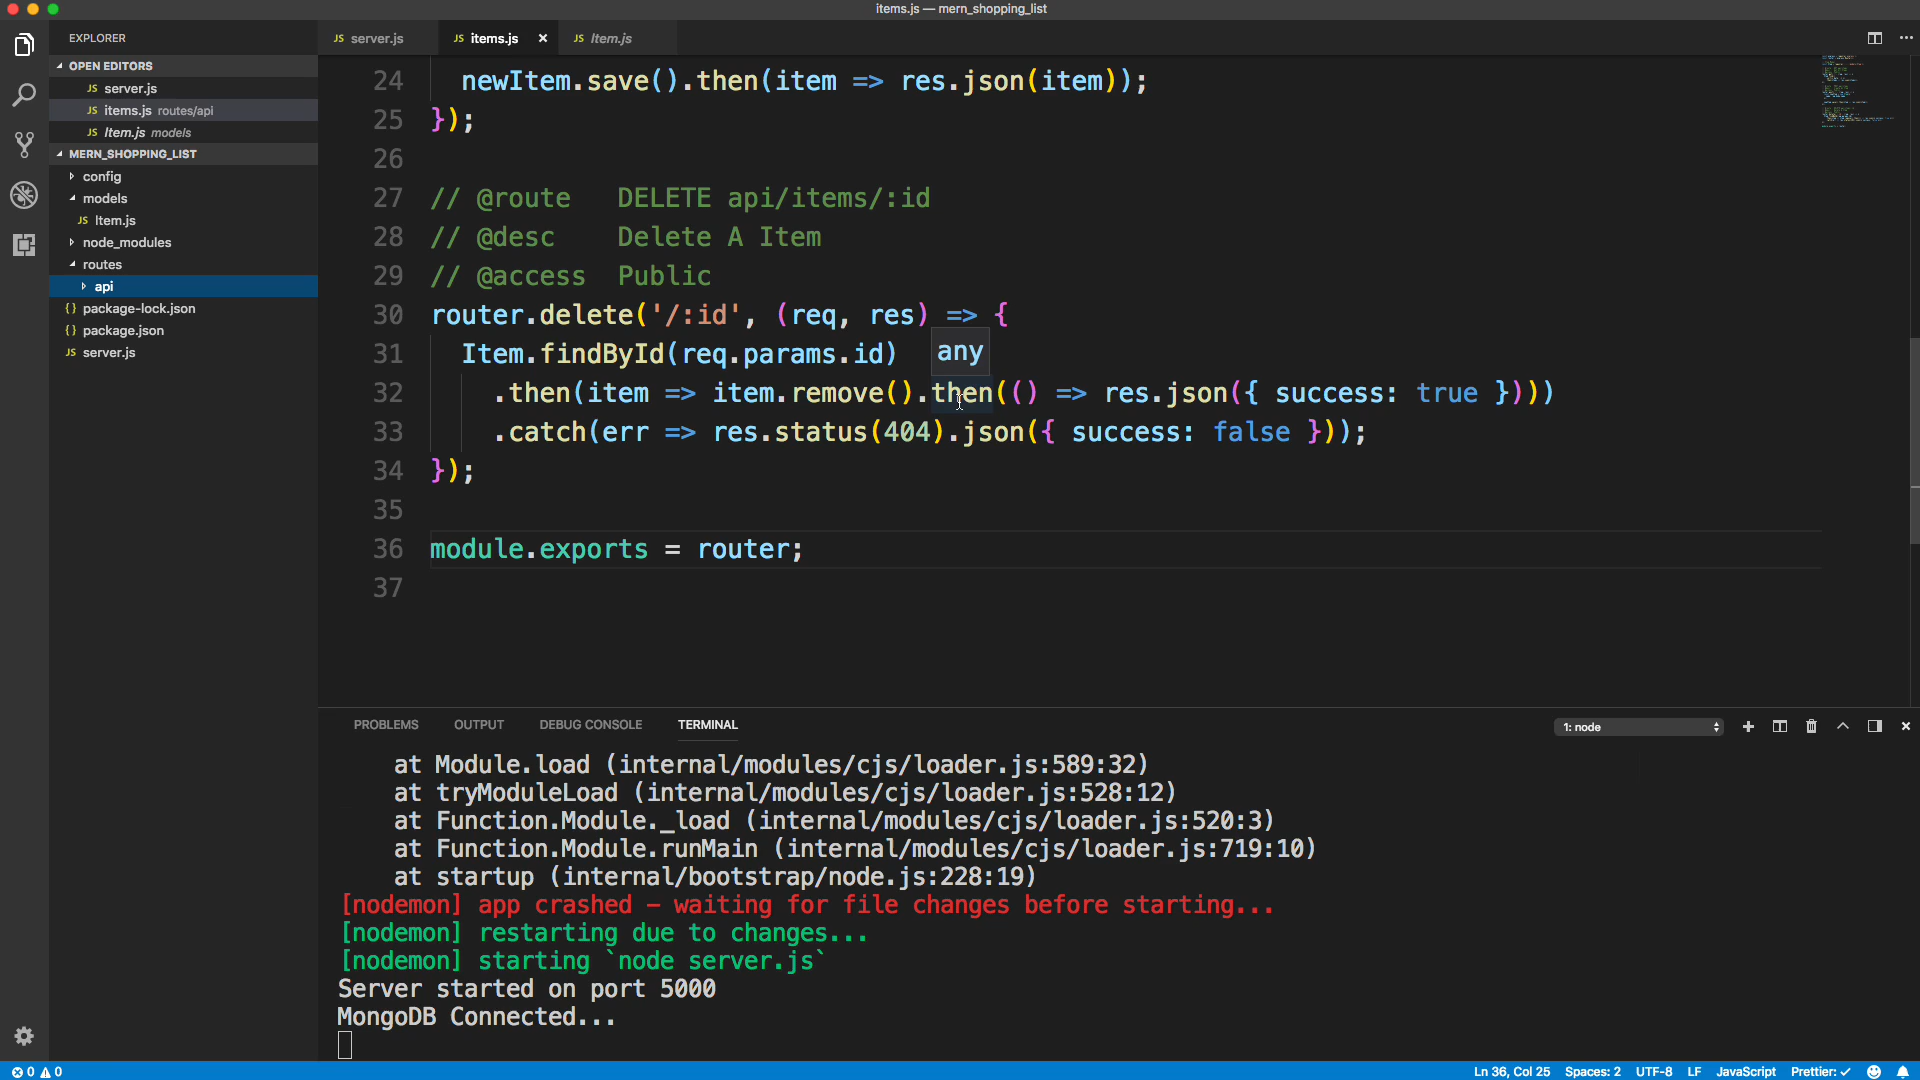 items.js — mern_shopping_list
EXPLORER
OPEN EDITORS
JS server.js
JS items.js routes/api
JS Item.js models
MERN_SHOPPING_LIST
config
models
JS Item.js
node_modules
routes
api
{} package-lock.json
{} package.json
JS server.js
JS server.js
JS items.js ×
JS Item.js
24 newItem.save().then(item => res.json(item));
25 });
26
27 // @route   DELETE api/items/:id
28 // @desc    Delete A Item
29 // @access  Public
30 router.delete('/:id', (req, res) => {
31 Item.findById(req.params.id)
any
32 .then(item => item.remove().then(() => res.json({ success: true })))
33 .catch(err => res.status(404).json({ success: false }));
34 });
35
36 module.exports = router;
37
PROBLEMS OUTPUT DEBUG CONSOLE TERMINAL
1: node
at Module.load (internal/modules/cjs/loader.js:589:32)
at tryModuleLoad (internal/modules/cjs/loader.js:528:12)
at Function.Module._load (internal/modules/cjs/loader.js:520:3)
at Function.Module.runMain (internal/modules/cjs/loader.js:719:10)
at startup (internal/bootstrap/node.js:228:19)
[nodemon] app crashed – waiting for file changes before starting...
[nodemon] restarting due to changes...
[nodemon] starting `node server.js`
Server started on port 5000
MongoDB Connected...
0 0 Ln 36, Col 25 Spaces: 2 UTF-8 LF JavaScript Prettier: ✓